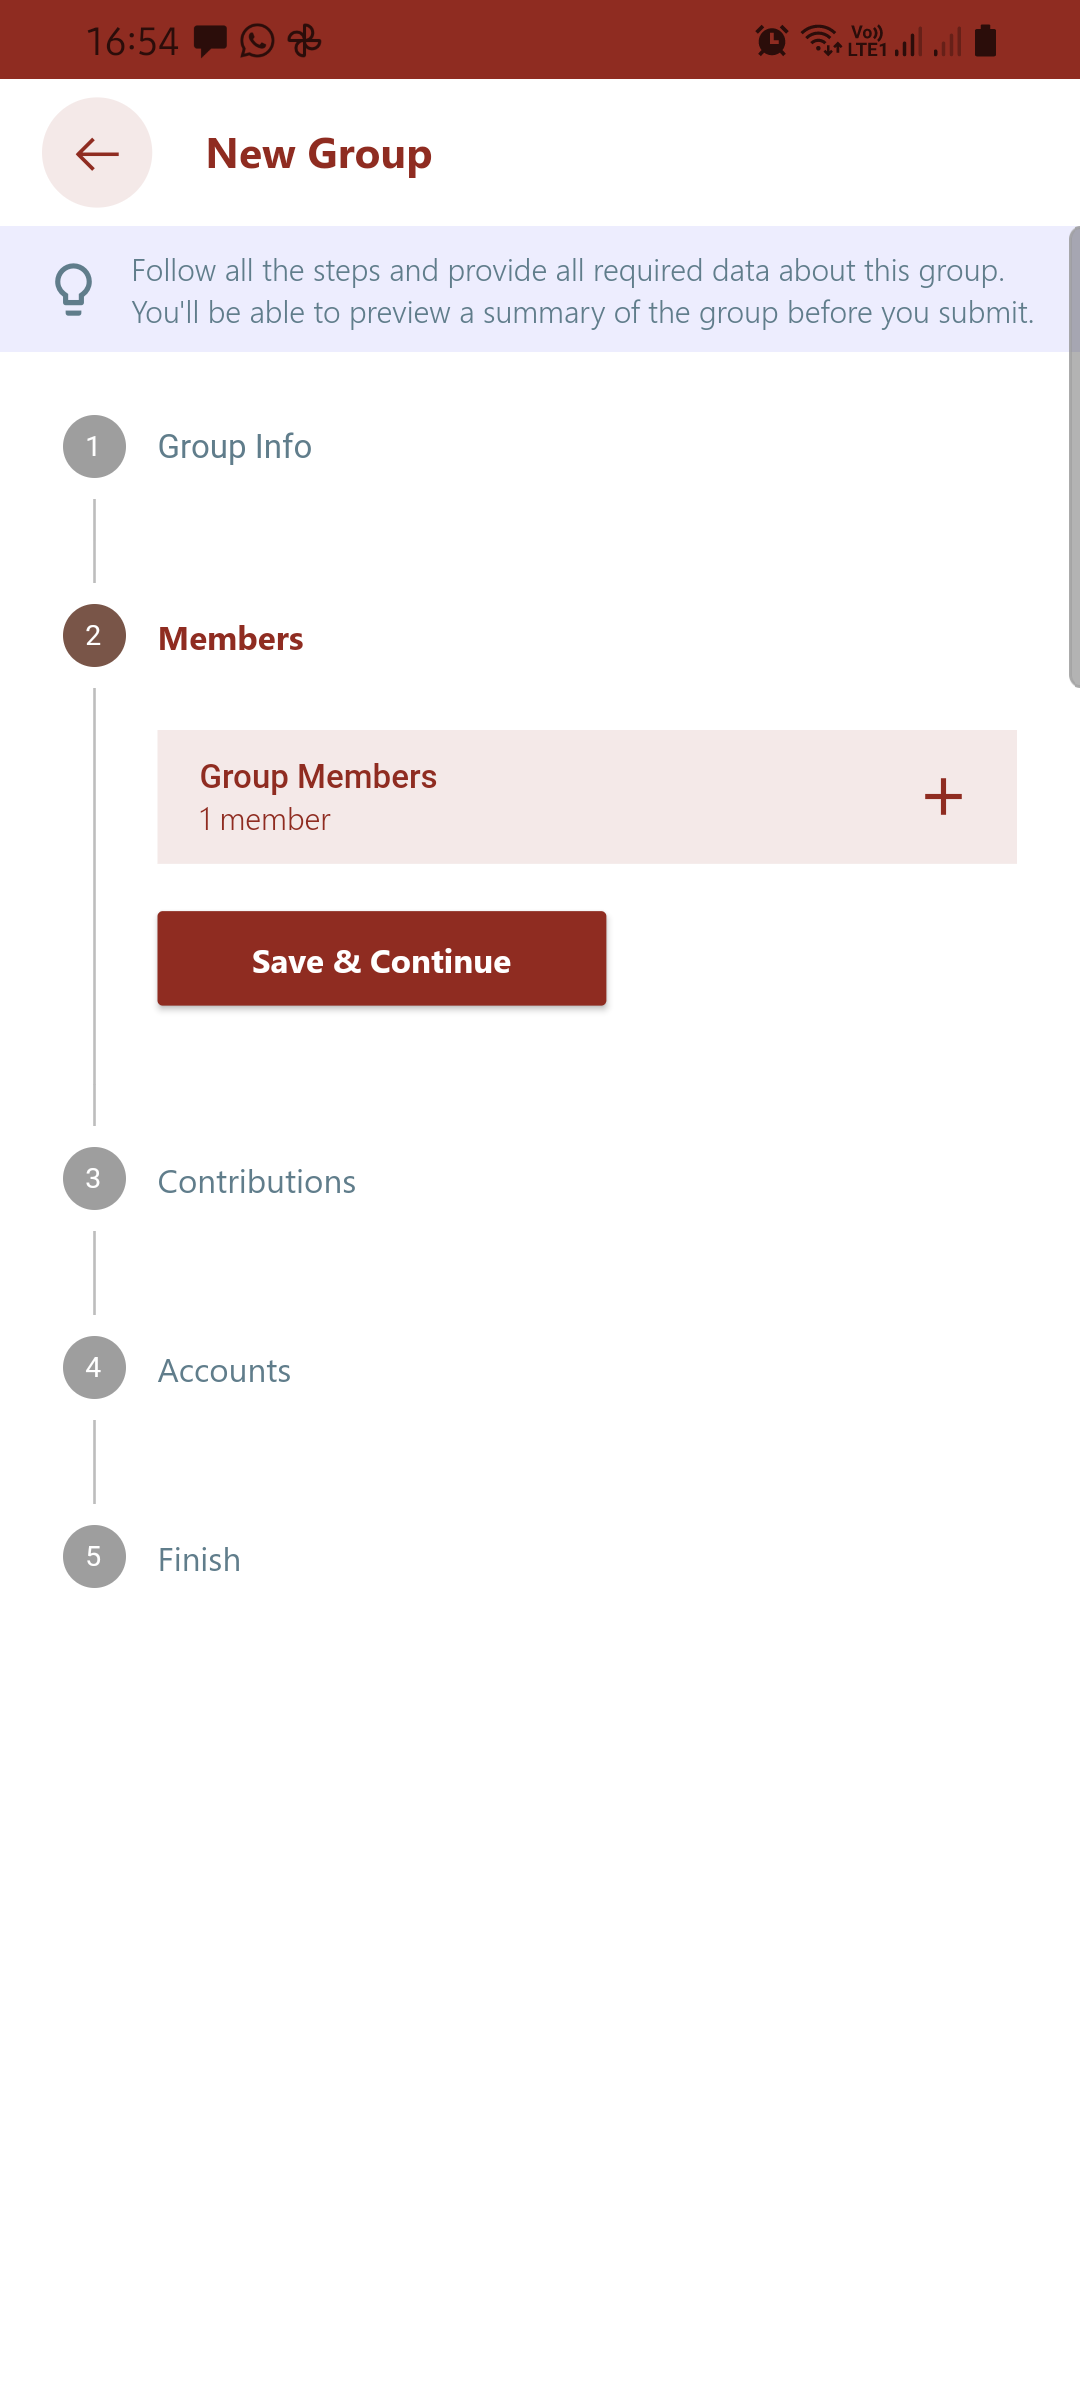 16:54
Vo)) LTE1
New Group
Follow all the steps and provide all required data about this group.
You'll be able to preview a summary of the group before you submit.
1 Group Info
2 Members
Group Members
1 member
Save & Continue
3 Contributions
4 Accounts
5 Finish